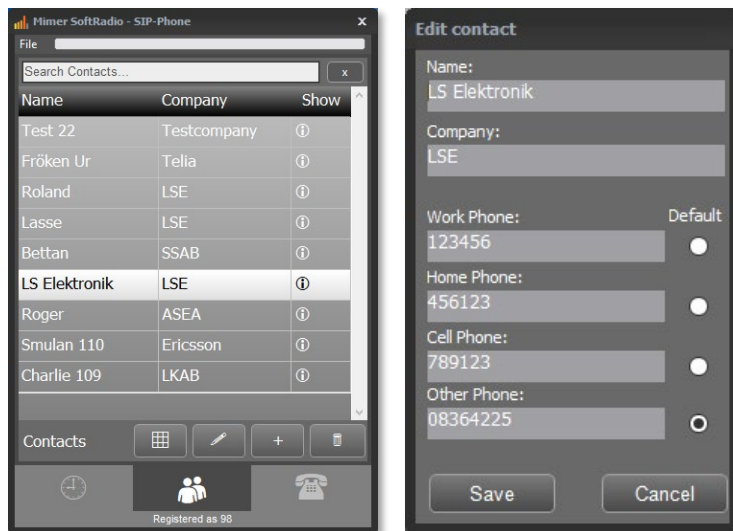 Mimer SoftRadio - SIP-Phone x
File
Search Contacts... x
Name Company Show
Test 22 Testcompany
Fröken Ur Telia
Roland LSE
Lasse LSE
Bettan SSAB
LS Elektronik LSE
Roger ASEA
Smulan 110 Ericsson
Charlie 109 LKAB
Contacts +
Registered as 98
Edit contact
Name:
LS Elektronik
Company:
LSE
Work Phone: Default
123456
Home Phone:
456123
Cell Phone:
789123
Other Phone:
08364225
Save Cancel